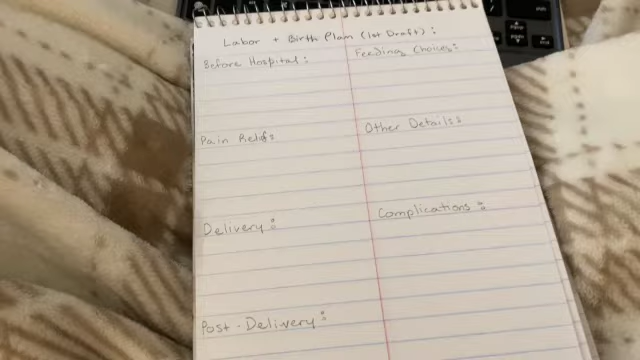 Labor + Birth Plan (1st Draft):
Before Hospital:
Pain Relief:
Delivery:
Post-Delivery:
Feeding Choices:
Other Details:
Complications: